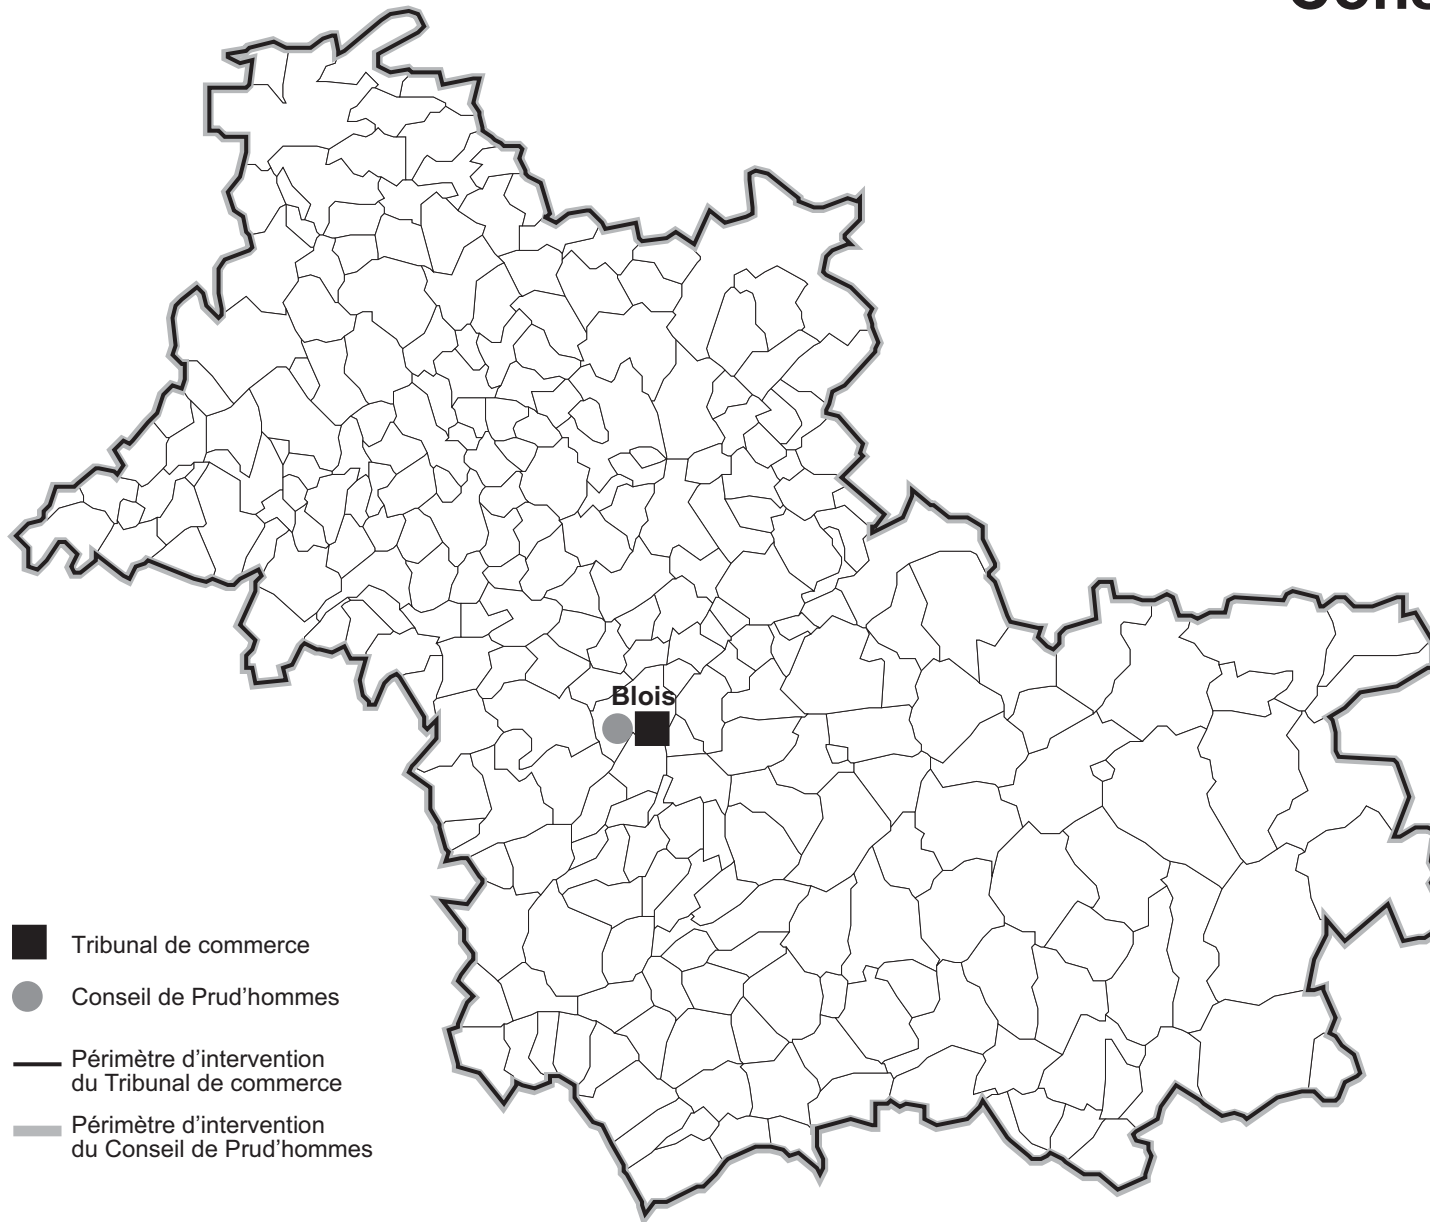 Blois
Tribunal de commerce
Conseil de Prud'hommes
Périmètre d'intervention
du Tribunal de commerce
Périmètre d'intervention
du Conseil de Prud'hommes